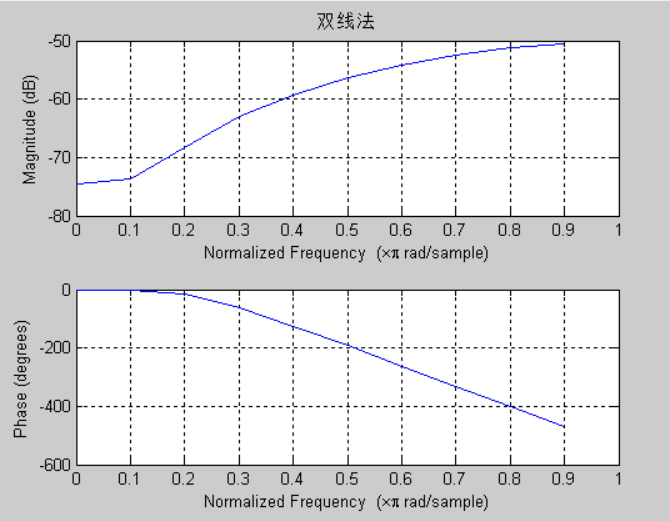 双线法
-50
-60
-70
-80
Magnitude (dB)
0 0.1 0.2 0.3 0.4 0.5 0.6 0.7 0.8 0.9 1
Normalized Frequency (×π rad/sample)
0
-200
-400
-600
Phase (degrees)
0 0.1 0.2 0.3 0.4 0.5 0.6 0.7 0.8 0.9 1
Normalized Frequency (×π rad/sample)